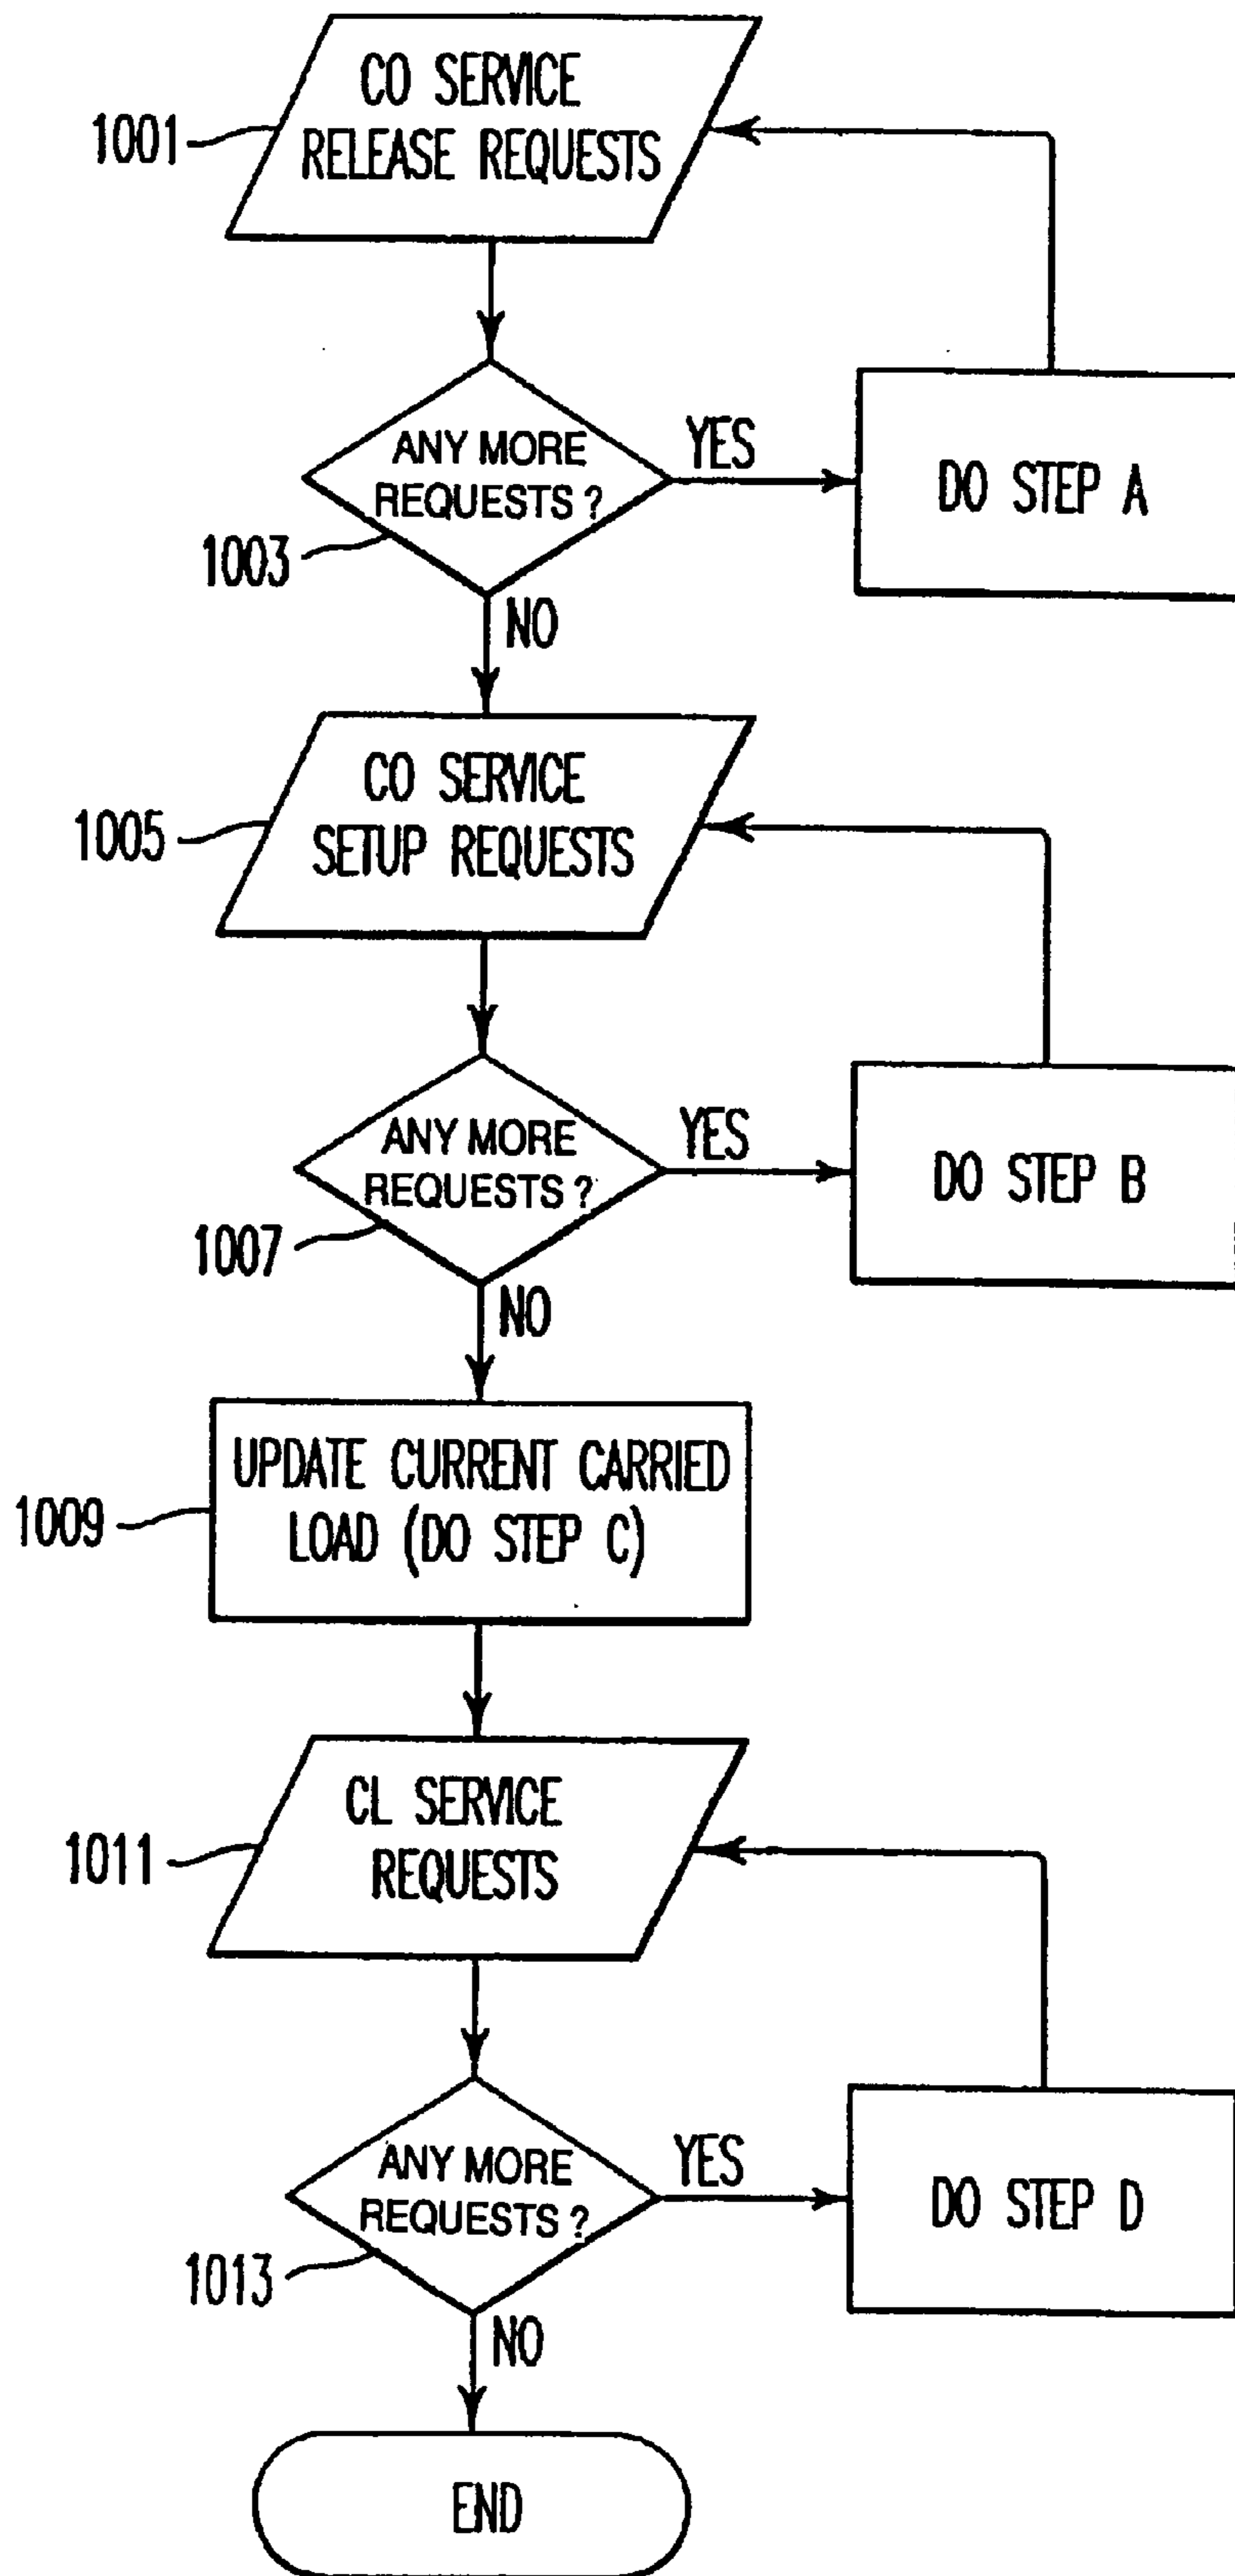 CO SERVICE
RELEASE REQUESTS
1001
ANY MORE
REQUESTS ?
YES
DO STEP A
1003
NO
CO SERVICE
SETUP REQUESTS
1005
ANY MORE
REQUESTS ?
YES
DO STEP B
1007
NO
UPDATE CURRENT CARRIED
LOAD (DO STEP C)
1009
CL SERVICE
REQUESTS
1011
ANY MORE
REQUESTS ?
YES
DO STEP D
1013
NO
END